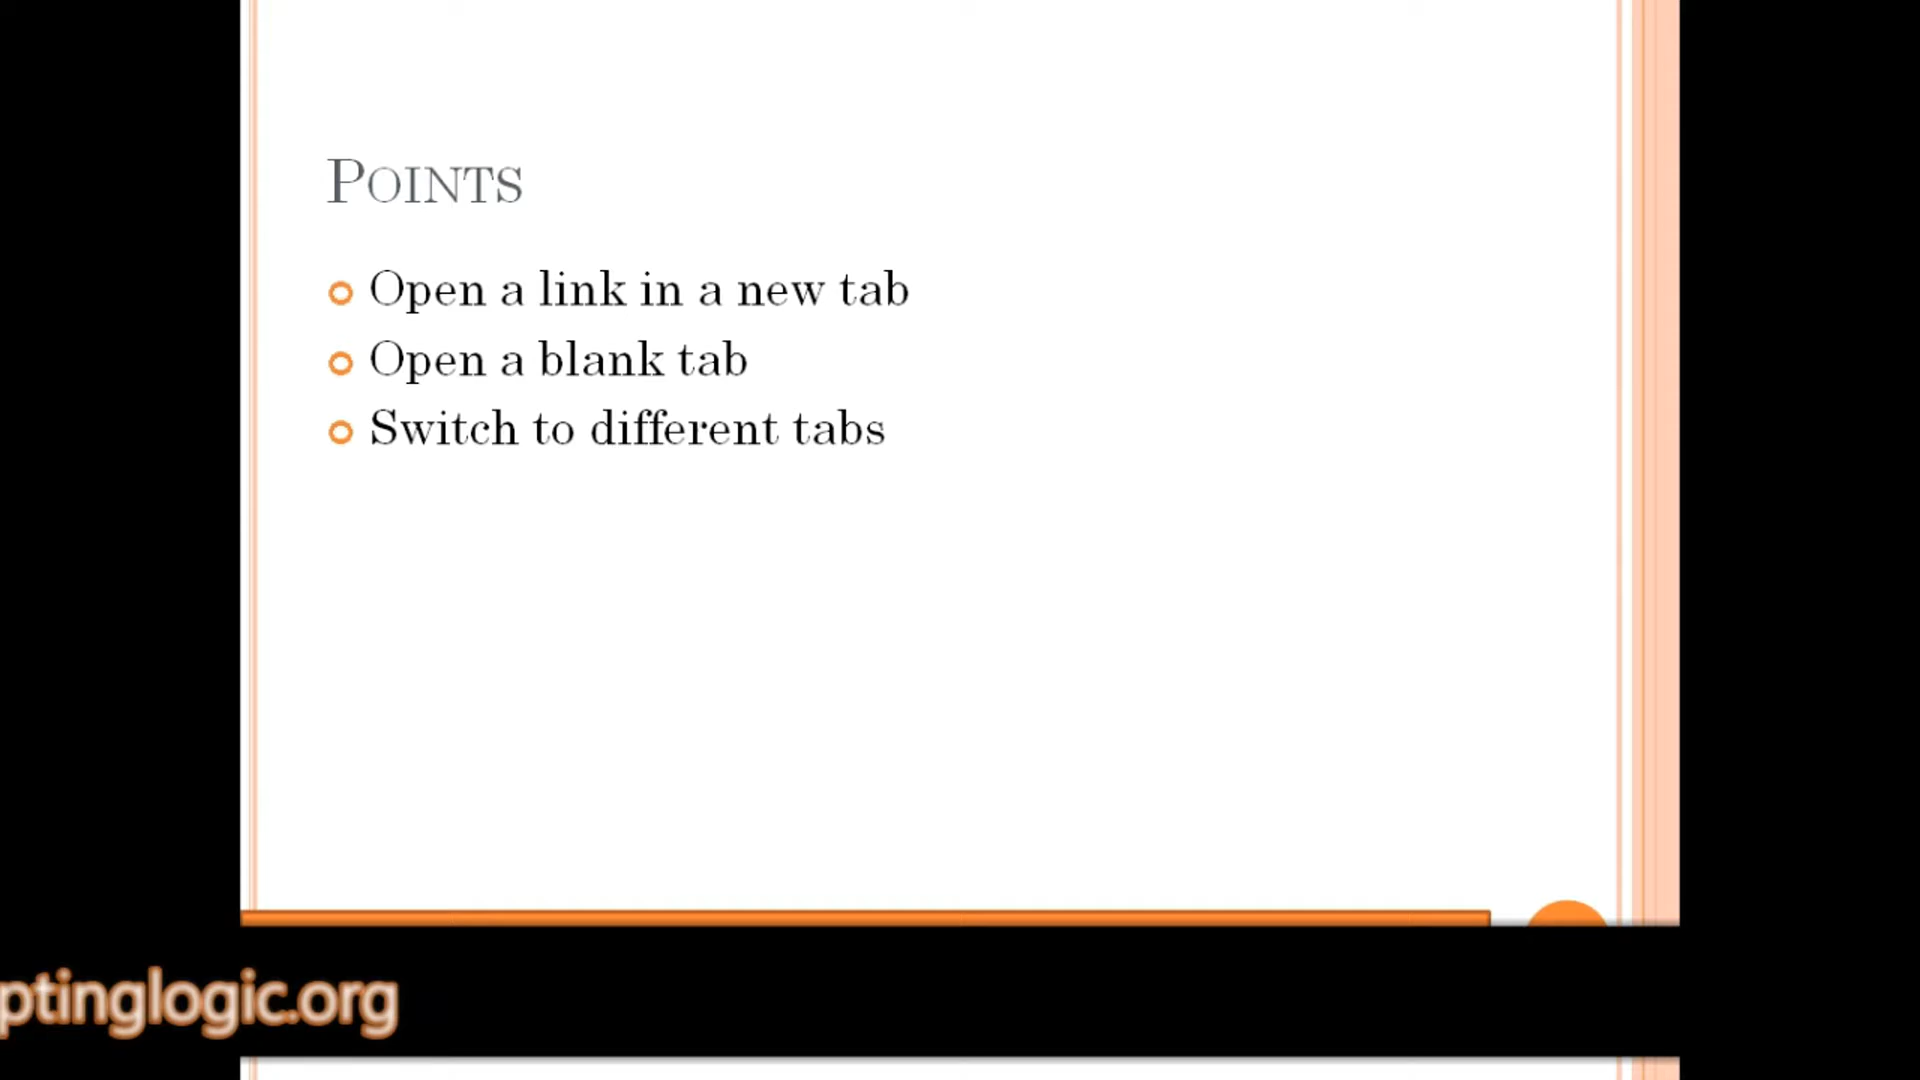 Points
Open a link in a new tab
Open a blank tab
Switch to different tabs
ptinglogic.org